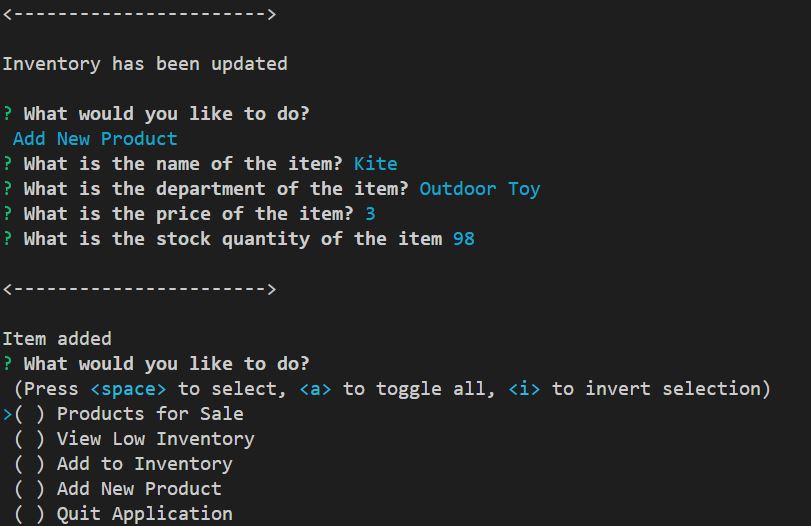 <----------------------->
Inventory has been updated
? What would you like to do?
Add New Product
? What is the name of the item? Kite
? What is the department of the item? Outdoor Toy
? What is the price of the item? 3
? What is the stock quantity of the item 98
<----------------------->
Item added
? What would you like to do?
(Press <space> to select, <a> to toggle all, <i> to invert selection)
>( ) Products for Sale
( ) View Low Inventory
( ) Add to Inventory
( ) Add New Product
( ) Quit Application